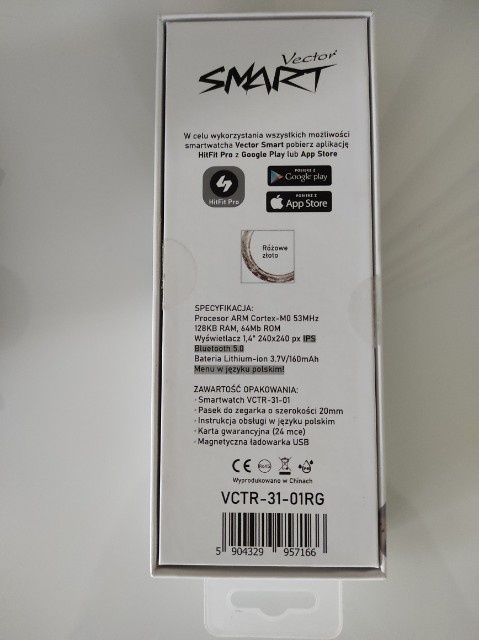 Vector
SMART
W celu wykorzystania wszystkich możliwości
smartwatcha Vector Smart pobierz aplikację
HitFit Pro z Google Play lub App Store
HitFit Pro
POBIERZ Z
Google play
POBIERZ Z
App Store
Różowe
złoto
SPECYFIKACJA:
Procesor ARM Cortex-M0 53MHz
128KB RAM, 64Mb ROM
Wyświetlacz 1,4" 240x240 px IPS
Bluetooth 5.0
Bateria Lithium-ion 3.7V/160mAh
Menu w języku polskim!
ZAWARTOŚĆ OPAKOWANIA:
· Smartwatch VCTR-31-01
· Pasek do zegarka o szerokości 20mm
· Instrukcja obsługi w języku polskim
· Karta gwarancyjna (24 mce)
· Magnetyczna ładowarka USB
CE RoHS
Wyprodukowano w Chinach
VCTR-31-01RG
5 904329 957166